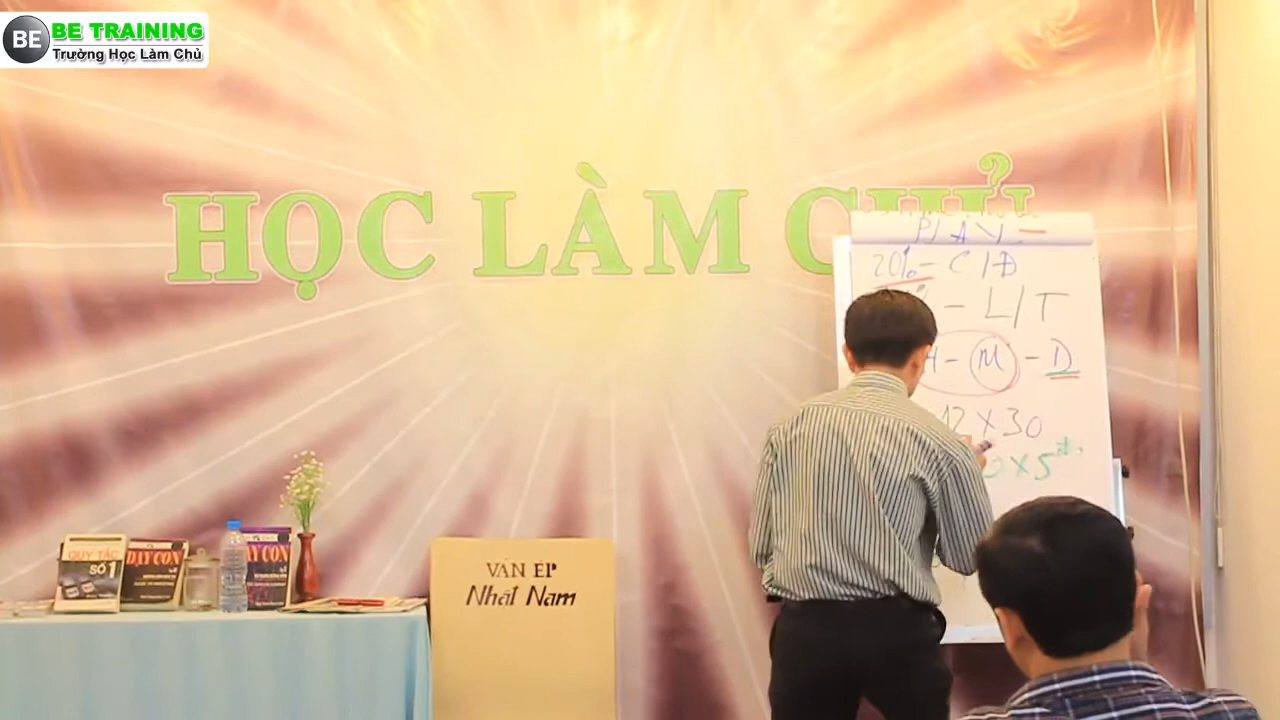 BE
BE TRAINING
Trường Học Làm Chủ
HỌC LÀM CHỦ
PLAY
20% - C/Đ
- L/T
- M - D
12 x 30
x 5
QUY TẮC
SỐ 1
DẠY CON
DẠY CON
VÁN ÉP
Nhất Nam